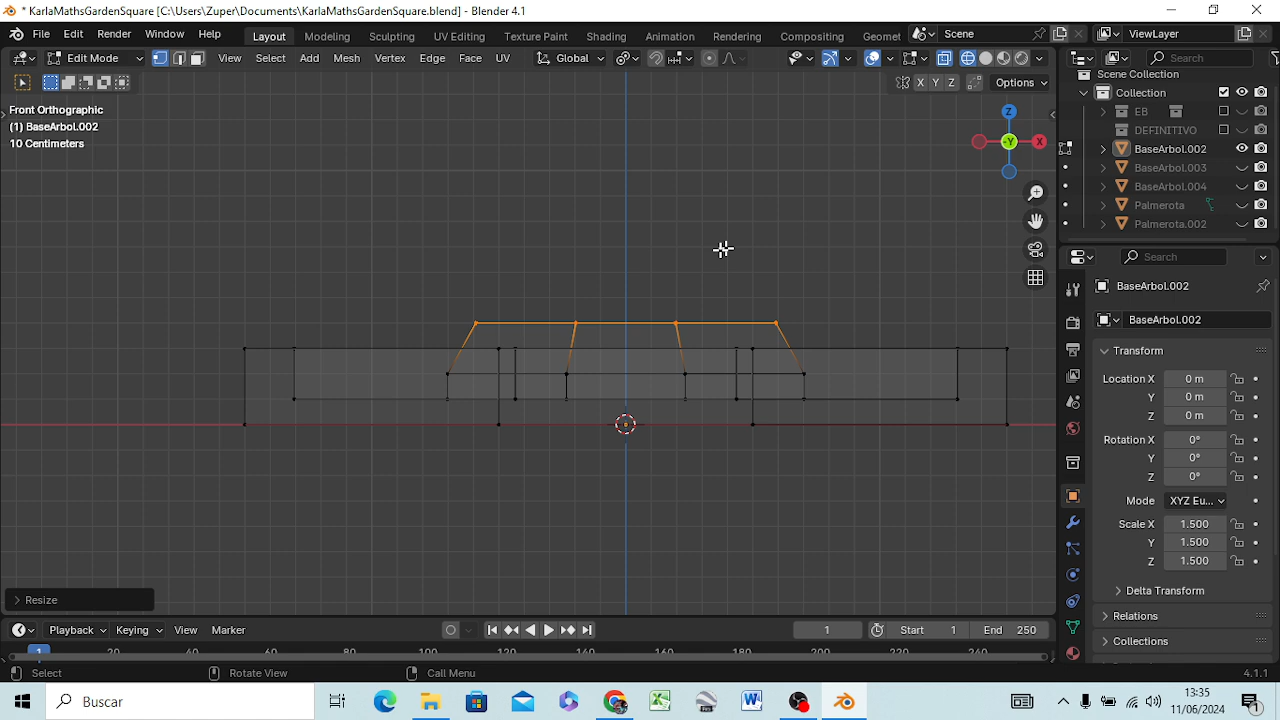 * KarlaMathsGardenSquare [C:\Users\Zuper\Documents\KarlaMathsGardenSquare.blend] - Blender 4.1
File Edit Render Window Help Layout Modeling Sculpting UV Editing Texture Paint Shading Animation Rendering Compositing Geomet Scene ViewLayer
Edit Mode View Select Add Mesh Vertex Edge Face UV Global Search
X Y Z Options
Scene Collection
Collection
EB
DEFINITIVO
BaseArbol.002
BaseArbol.003
BaseArbol.004
Palmerota
Palmerota.002
Front Orthographic
(1) BaseArbol.002
10 Centimeters
Z
-Y X
Search
BaseArbol.002
BaseArbol.002
Transform
Location X 0 m
Y 0 m
Z 0 m
Rotation X 0°
Y 0°
Z 0°
Mode XYZ Eu...
Scale X 1.500
Y 1.500
Z 1.500
Delta Transform
Relations
Collections
Resize
Playback Keying View Marker 1 Start 1 End 250
1 20 40 60 80 100 120 140 160 180 200 220 240
Select Rotate View Call Menu 4.1.1
Buscar
13:35
11/06/2024
1